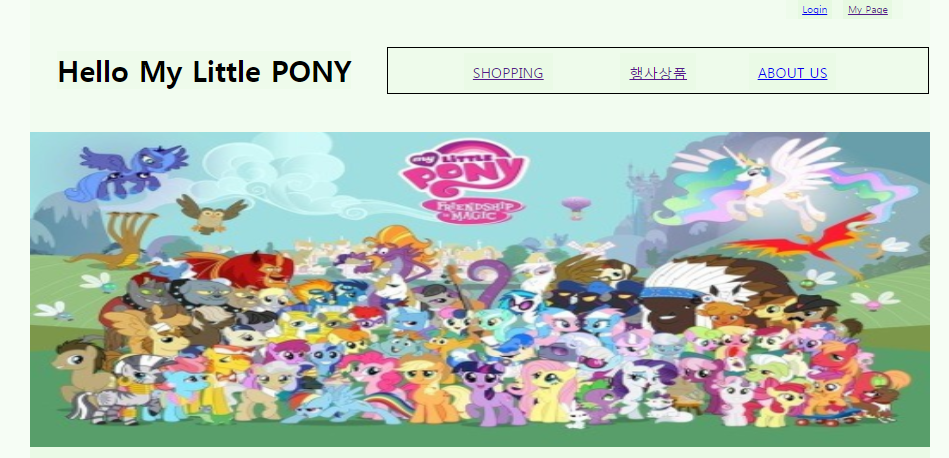 Login My Page
Hello My Little PONY
SHOPPING 행사상품 ABOUT US
my LITTLE
PONY
FRIENDSHIP
is MAGIC